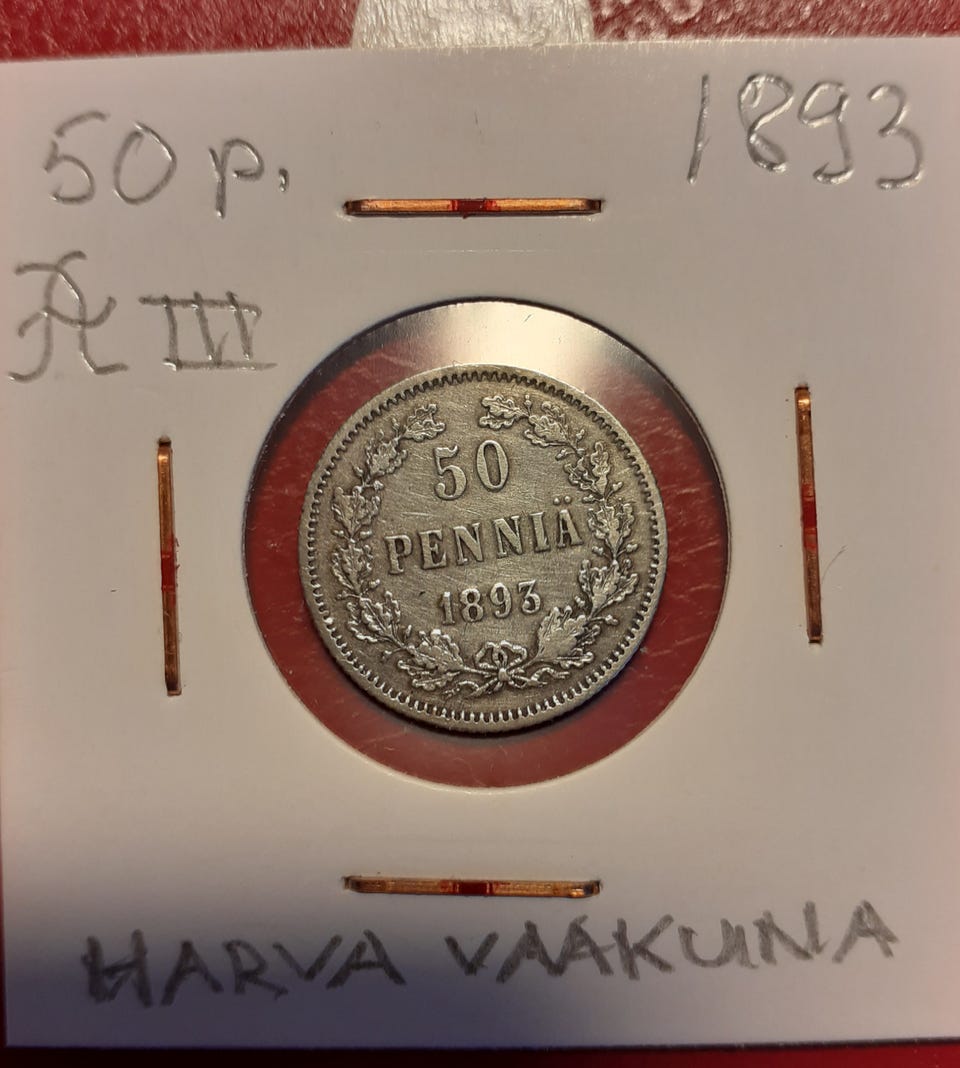 50 p. 1893
A III
50
PENNIÄ
1893
HARVA VAAKUNA